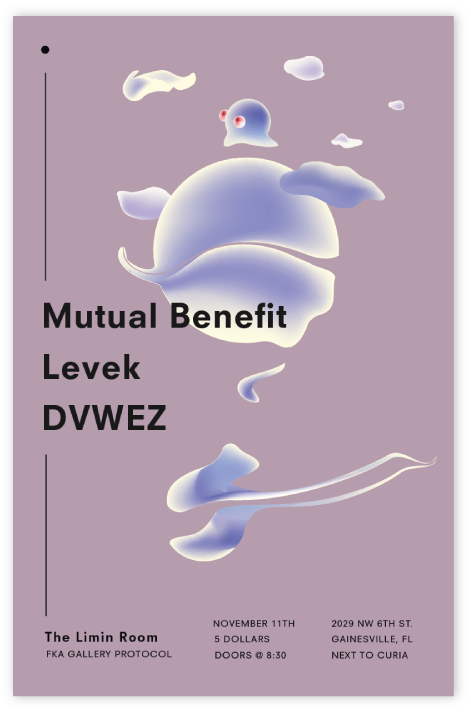 Mutual Benefit
Levek
DVWEZ
The Limin Room
FKA GALLERY PROTOCOL
NOVEMBER 11TH
5 DOLLARS
DOORS @ 8:30
2029 NW 6TH ST.
GAINESVILLE, FL
NEXT TO CURIA